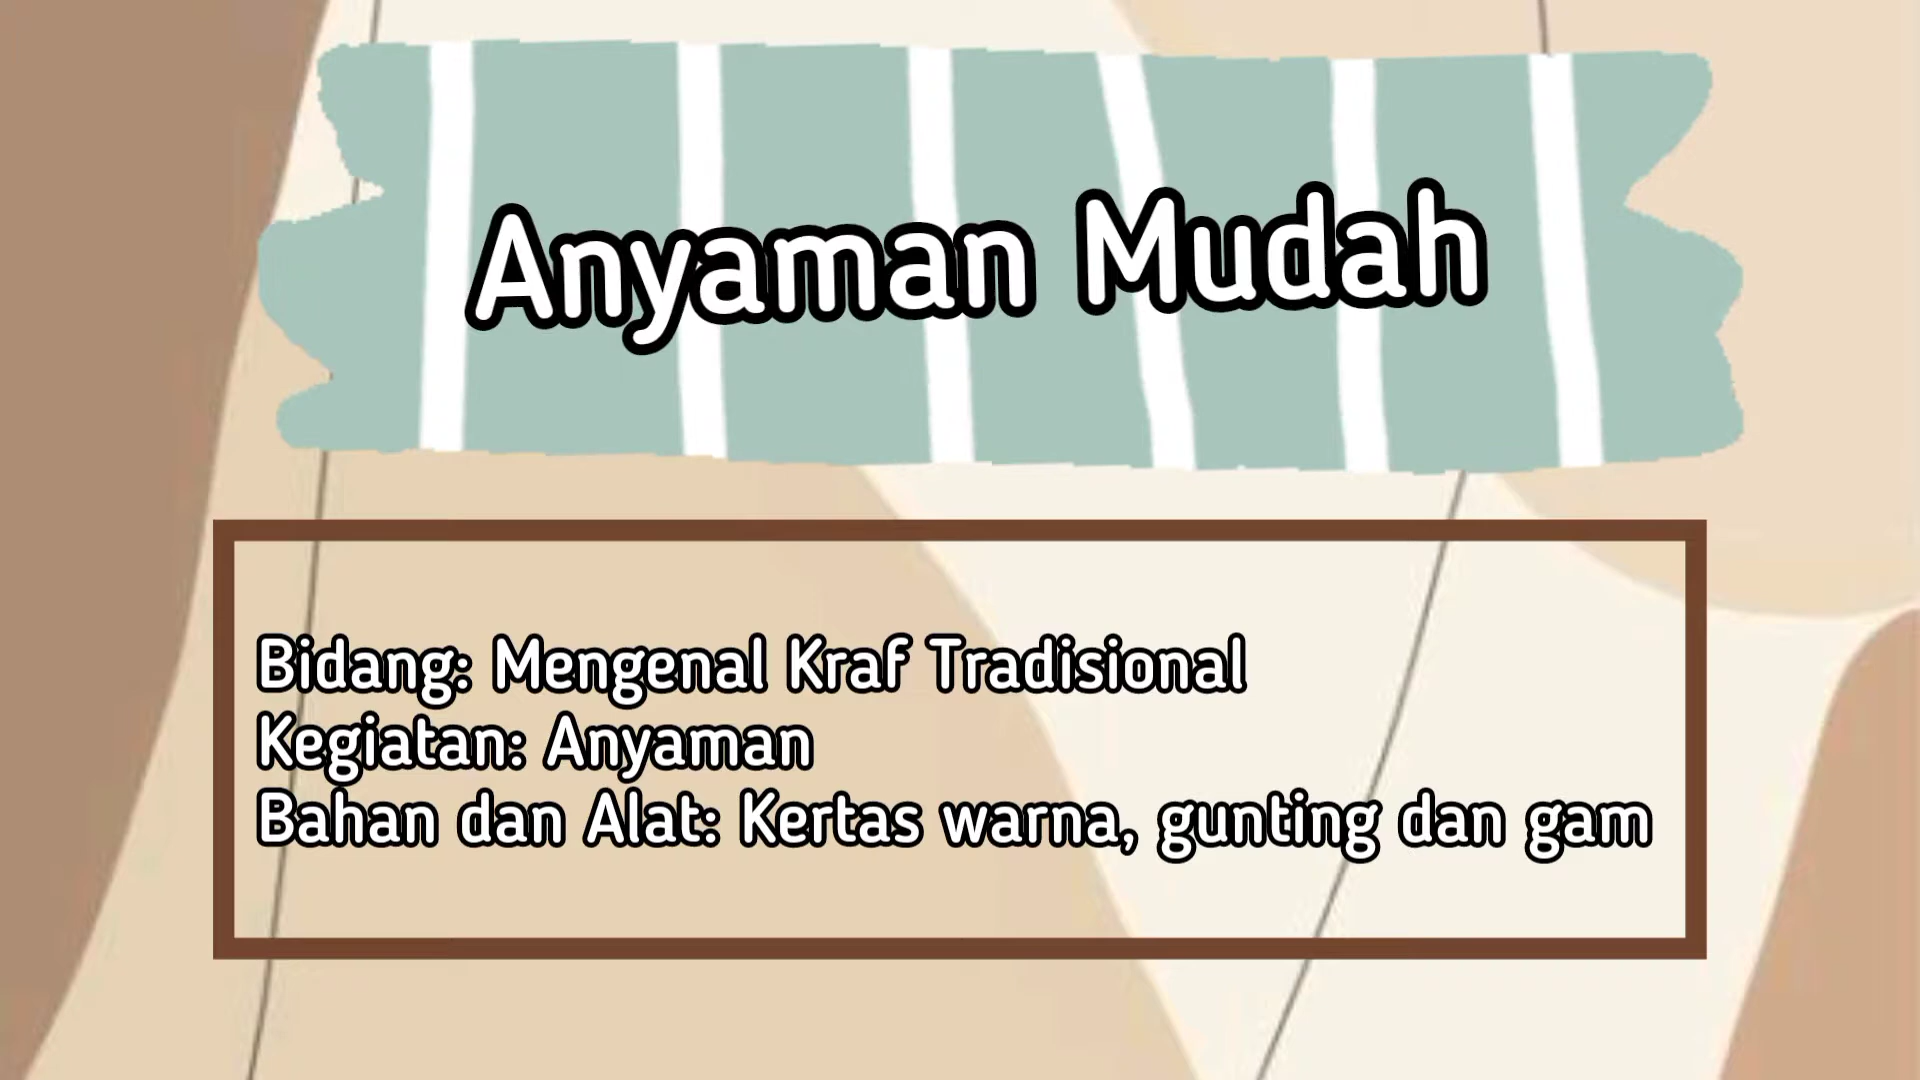 Anyaman Mudah
Bidang: Mengenal Kraf Tradisional
Kegiatan: Anyaman
Bahan dan Alat: Kertas warna, gunting dan gam